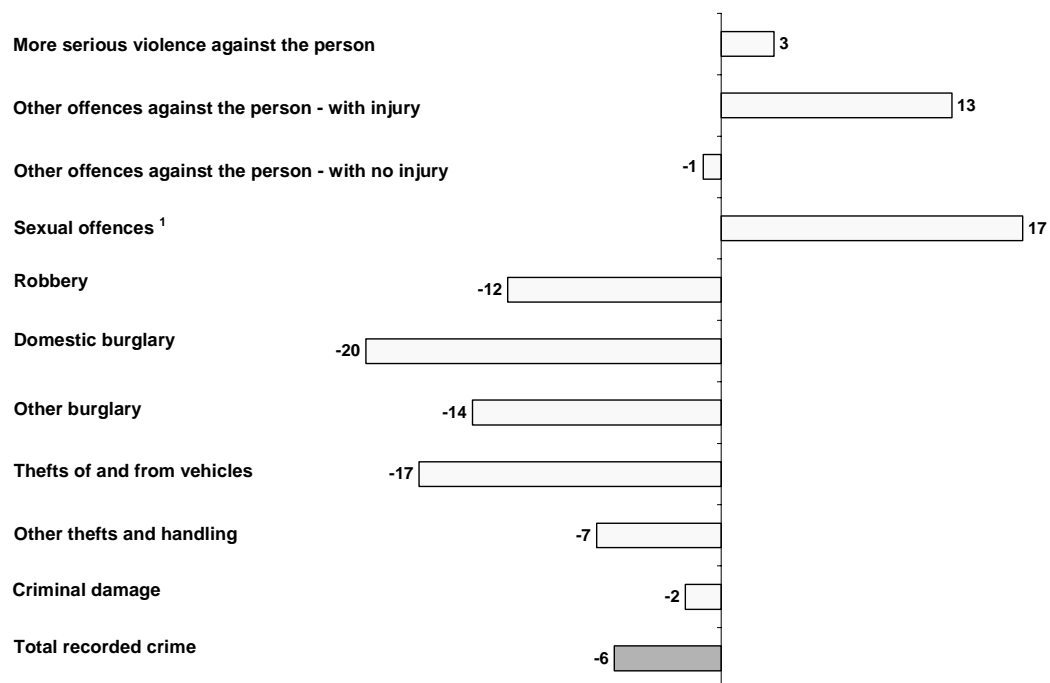 More serious violence against the person 3
Other offences against the person - with injury 13
Other offences against the person - with no injury -1
Sexual offences 1 17
Robbery -12
Domestic burglary -20
Other burglary -14
Thefts of and from vehicles -17
Other thefts and handling -7
Criminal damage -2
Total recorded crime -6